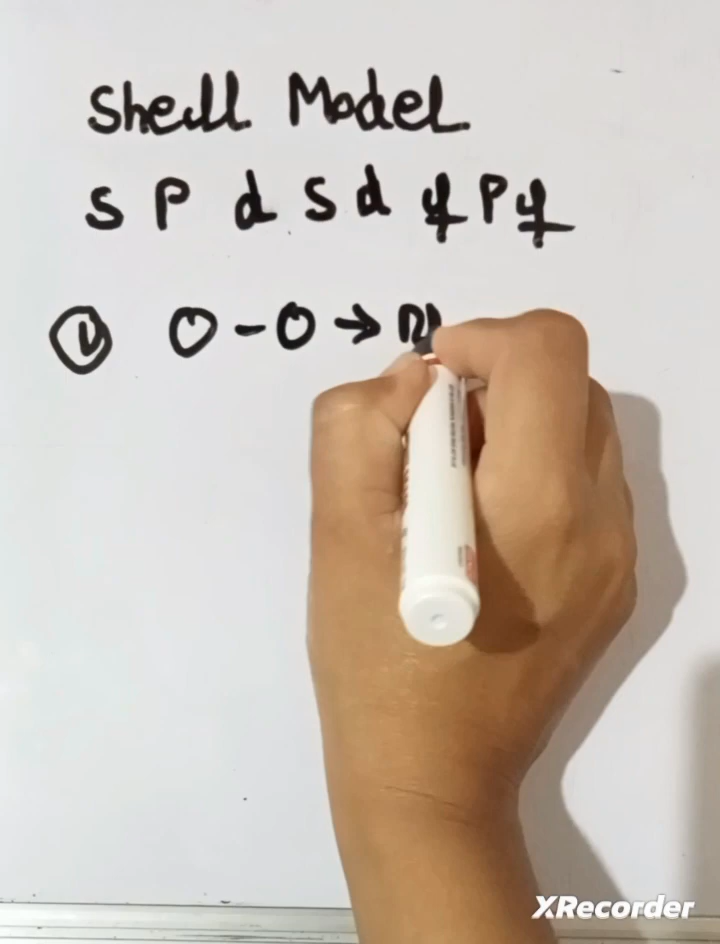 Shell Model
S P d S d f P f
① 0 - 0 → n
XRecorder